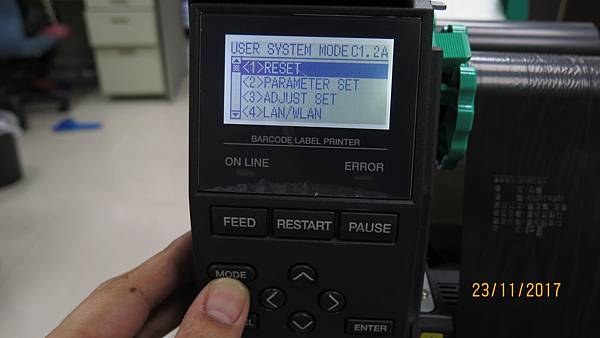 USER SYSTEM MODE C1.2A
<1>RESET
<2>PARAMETER SET
<3>ADJUST SET
<4>LAN/WLAN
BARCODE LABEL PRINTER
ON LINE
ERROR
FEED
RESTART
PAUSE
MODE
ENTER
23/11/2017